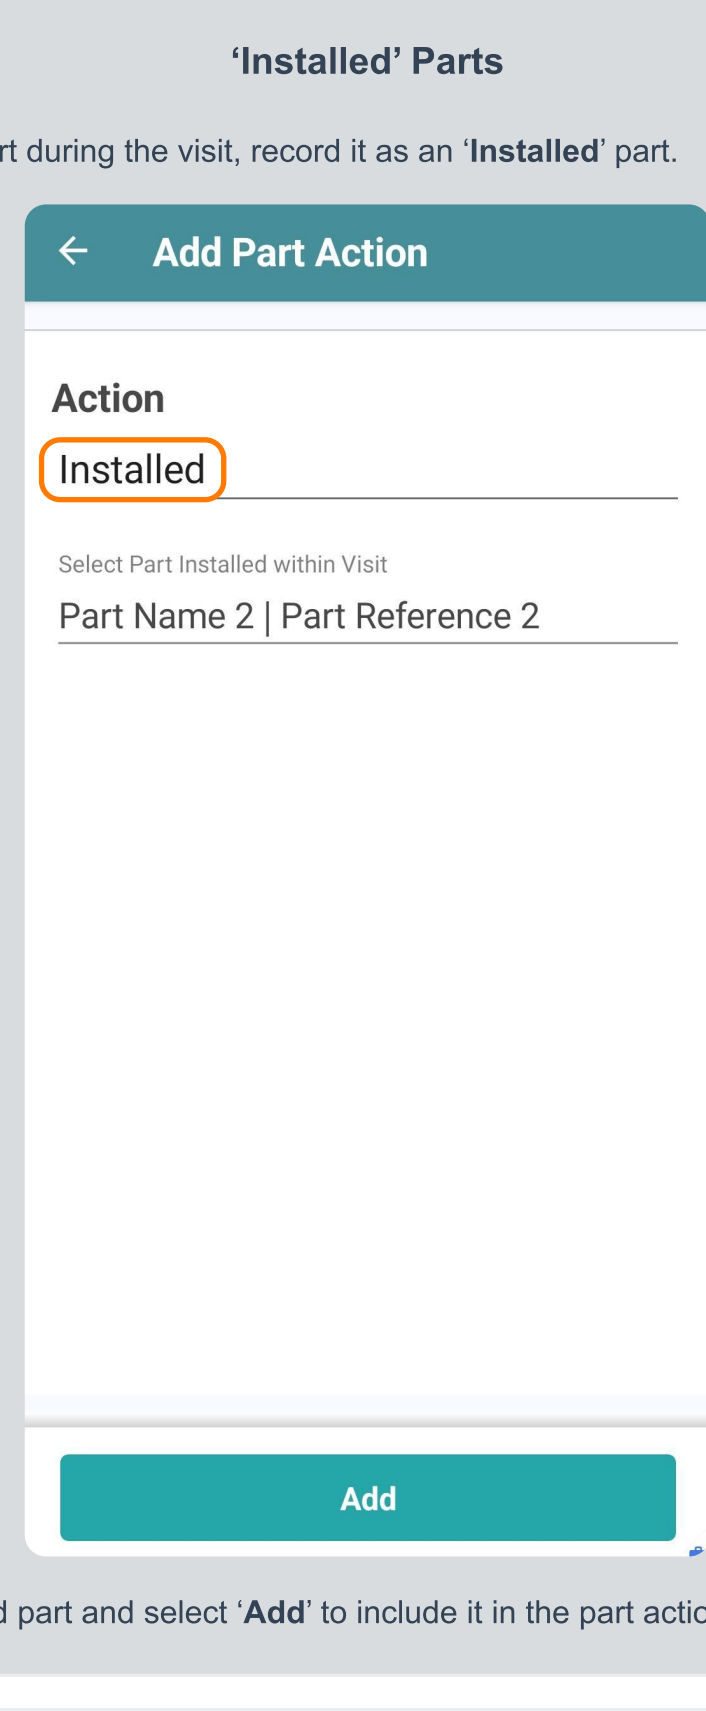 ‘Installed’ Parts
during the visit, record it as an ‘Installed’ part.
Add Part Action
Action
Installed
Select Part Installed within Visit
Part Name 2 | Part Reference 2
Add
part and select ‘Add’ to include it in the part